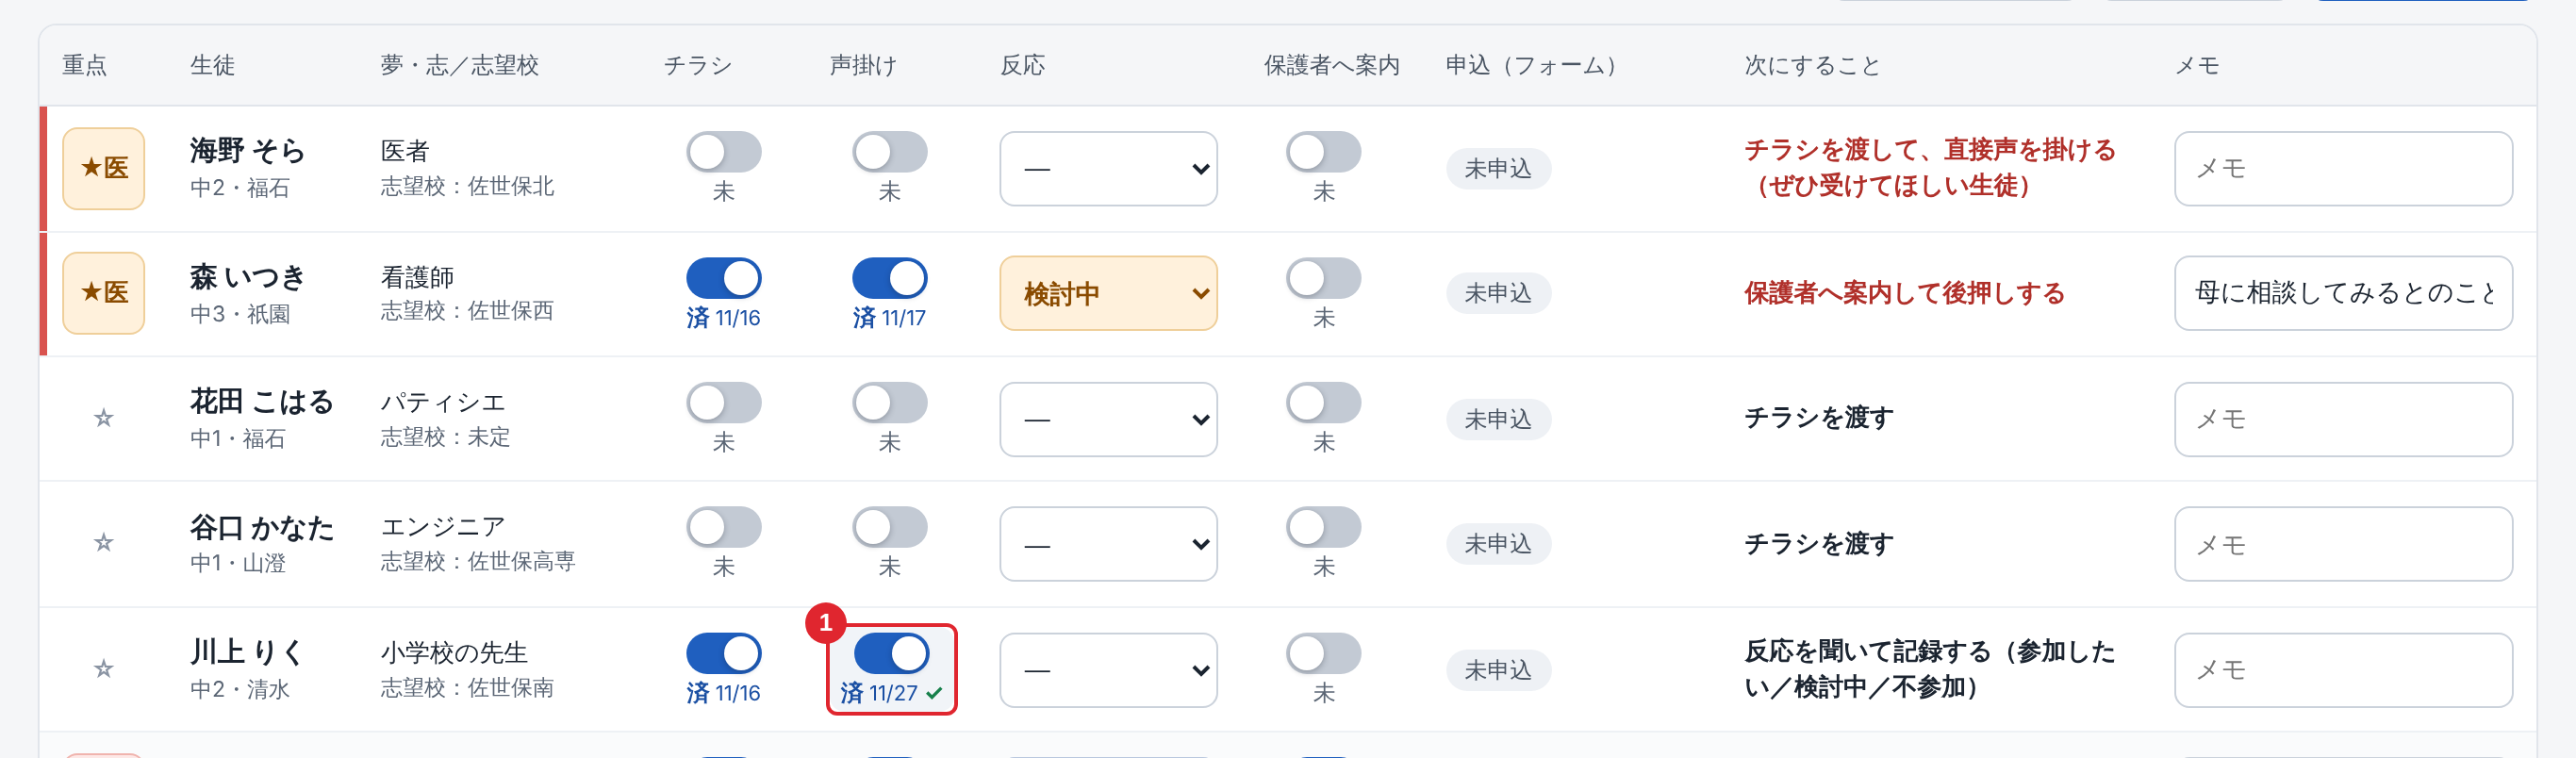 重点 生徒 夢・志／志望校 チラシ 声掛け 反応 保護者へ案内 申込（フォーム） 次にすること メモ
★医 海野 そら 医者 — 未申込 チラシを渡して、直接声を掛ける メモ
中2・福石 志望校：佐世保北 未 未 未 （ぜひ受けてほしい生徒）
★医 森 いつき 看護師 検討中 未申込 保護者へ案内して後押しする 母に相談してみるとのこと
中3・祇園 志望校：佐世保西 済 11/16 済 11/17 未
☆ 花田 こはる パティシエ — 未申込 チラシを渡す メモ
中1・福石 志望校：未定 未 未 未
☆ 谷口 かなた エンジニア — 未申込 チラシを渡す メモ
中1・山澄 志望校：佐世保高専 未 未 未
1
☆ 川上 りく 小学校の先生 — 未申込 反応を聞いて記録する（参加した メモ
中2・清水 志望校：佐世保南 済 11/16 済 11/27 ✓ 未 い／検討中／不参加）